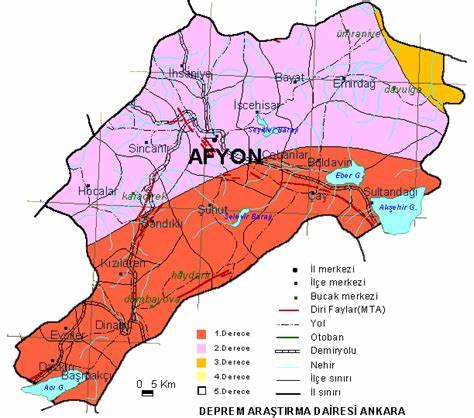 ümraniye
İhsaniye
Bayat
Emirdağ
davulga
İscehisar
Seydiler Barajı
Sincanlı
AFYON
Çobanlar
Bolvadin
Eber G.
Hocalar
karacaören
Sultandağı
Çay
Akşehir G.
Şuhut
Selevir Barajı
Sandıklı
Kızılören
haydarlı
dombayova
Dinar
Evciler
Dazkırı
Başmakçı
Acı G.
0 5 Km
1.Derece
2.Derece
3.Derece
4.Derece
5.Derece
İl merkezi
İlçe merkezi
Bucak merkezi
Diri Faylar(MTA)
Yol
Otoban
Demiryolu
Nehir
İlçe sınırı
İl sınırı
DEPREM ARAŞTIRMA DAİRESİ ANKARA